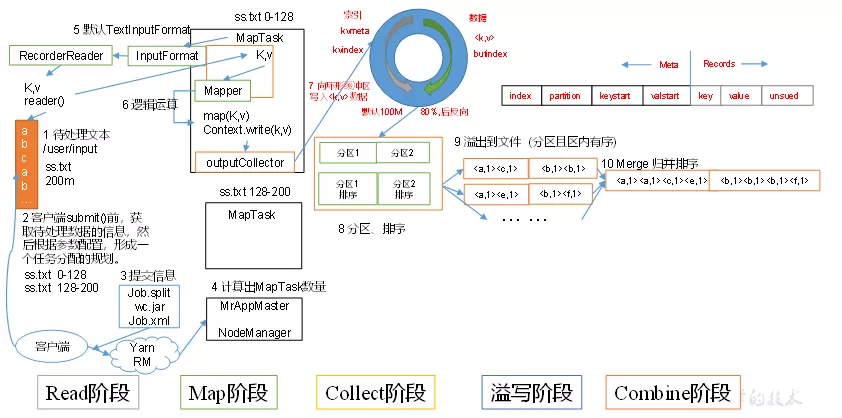 5 默认TextInputFormat
ss.txt 0-128
MapTask
K,v
RecorderReader
InputFormat
K,v
reader()
Mapper
6 逻辑运算
map(K,v)
Context.write(k,v)
outputCollector
1 待处理文本
/user/input
ss.txt
200m
a
b
c
a
b
...
2 客户端submit()前，获
取待处理数据的信息，然
后根据参数配置，形成一
个任务分配的规划。
ss.txt 0-128
ss.txt 128-200
3 提交信息
Job.split
wc.jar
Job.xml
客户端
Yarn
RM
ss.txt 128-200
MapTask
4 计算出MapTask数量
MrAppMaster
NodeManager
索引
kvmeta
kvindex
数据
<k,v>
bufindex
7 向环形缓冲区
写入<k,v>数据
默认100M
80%,后反向
Meta
Records
index
partition
keystart
valstart
key
value
unsued
分区1
分区2
分区1
排序
分区2
排序
8 分区、排序
9 溢出到文件（分区且区内有序）
<a,1><c,1>
<b,1><b,1>
<a,1><e,1>
<b,1><f,1>
... ...
10 Merge 归并排序
<a,1><a,1><c,1><e,1>
<b,1><b,1><b,1><f,1>
Read阶段
Map阶段
Collect阶段
溢写阶段
Combine阶段
的技术